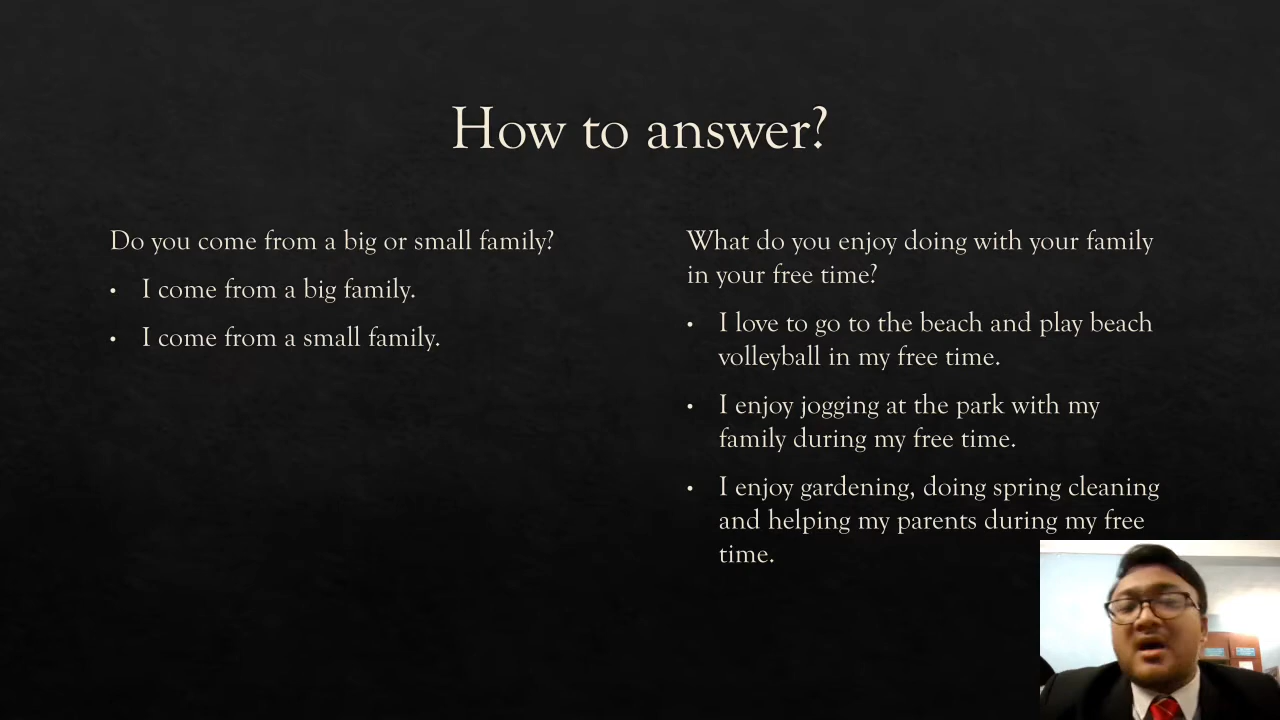 How to answer?
Do you come from a big or small family?
• I come from a big family.
• I come from a small family.
What do you enjoy doing with your family
in your free time?
• I love to go to the beach and play beach
volleyball in my free time.
• I enjoy jogging at the park with my
family during my free time.
• I enjoy gardening, doing spring cleaning
and helping my parents during my free
time.